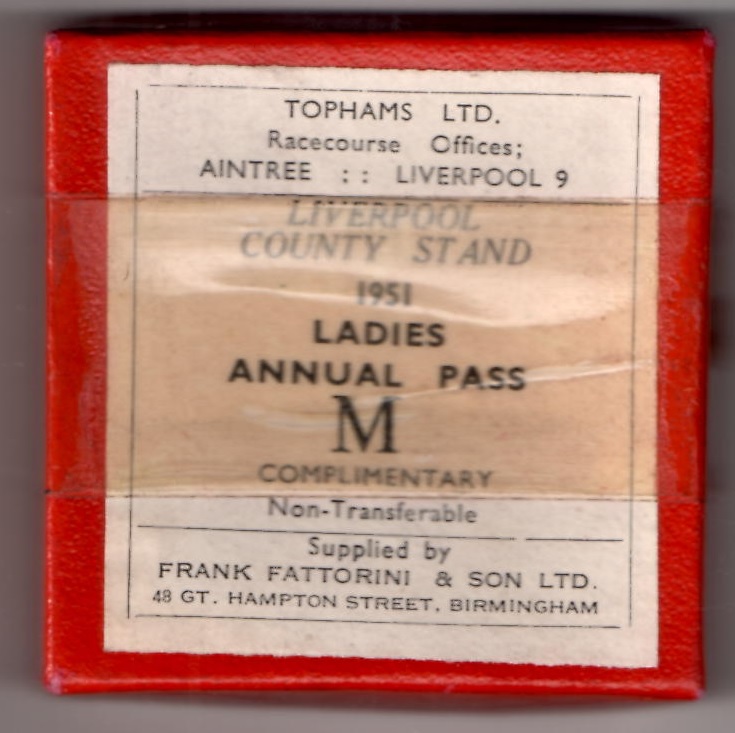 TOPHAMS LTD.
Racecourse Offices;
AINTREE :: LIVERPOOL 9
LIVERPOOL
COUNTY STAND
1951
LADIES
ANNUAL PASS
M
COMPLIMENTARY
Non-Transferable
Supplied by
FRANK FATTORINI & SON LTD.
48 GT. HAMPTON STREET, BIRMINGHAM